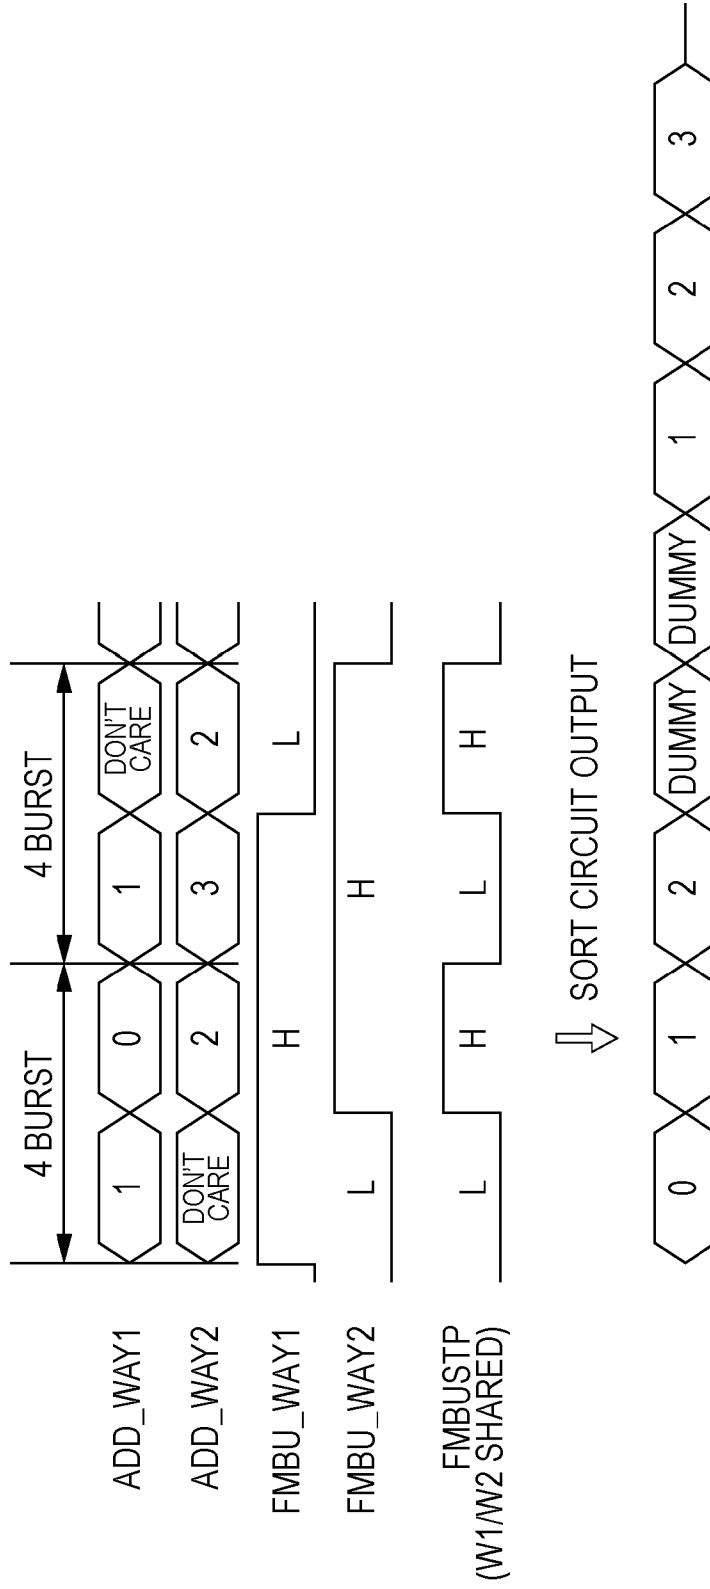 4 BURST
4 BURST
ADD_WAY1
1
0
1
DON'T
CARE
ADD_WAY2
DON'T
CARE
2
3
2
FMBU_WAY1
H
L
FMBU_WAY2
L
H
FMBUSTP
(W1/W2 SHARED)
L
H
L
H
SORT CIRCUIT OUTPUT
0
1
2
DUMMY
DUMMY
1
2
3